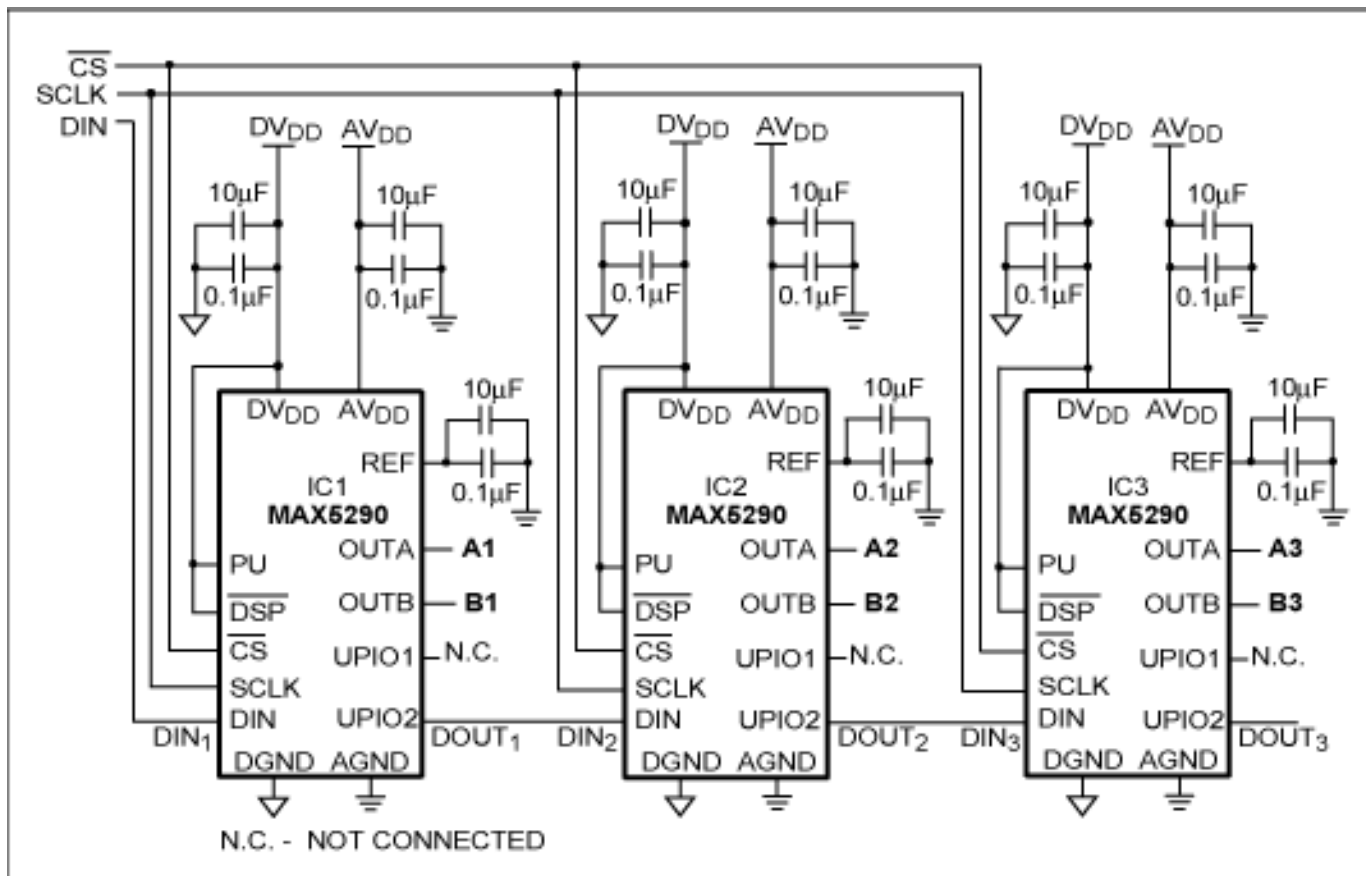 CS
SCLK
DIN
DVDD AVDD
10µF
10µF
0.1µF
0.1µF
DVDD AVDD
10µF
REF
0.1µF
IC1
MAX5290
OUTA
A1
PU
OUTB
B1
DSP
CS
UPIO1
N.C.
SCLK
DIN
UPIO2
DIN1
DOUT1
DGND AGND
DVDD AVDD
10µF
10µF
0.1µF
0.1µF
DVDD AVDD
10µF
REF
0.1µF
IC2
MAX5290
OUTA
A2
PU
OUTB
B2
DSP
CS
UPIO1
N.C.
SCLK
DIN
UPIO2
DIN2
DOUT2
DGND AGND
DVDD AVDD
10µF
10µF
0.1µF
0.1µF
DVDD AVDD
10µF
REF
0.1µF
IC3
MAX5290
OUTA
A3
PU
OUTB
B3
DSP
CS
UPIO1
N.C.
SCLK
DIN
UPIO2
DIN3
DOUT3
DGND AGND
N.C. - NOT CONNECTED